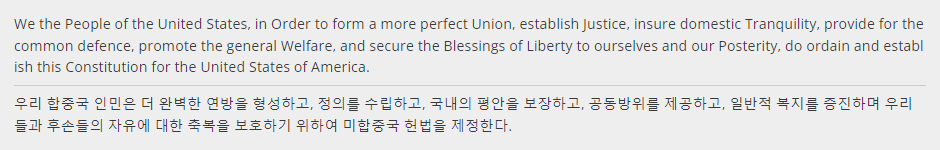 We the People of the United States, in Order to form a more perfect Union, establish Justice, insure domestic Tranquility, provide for the
common defence, promote the general Welfare, and secure the Blessings of Liberty to ourselves and our Posterity, do ordain and establ
ish this Constitution for the United States of America.
우리 합중국 인민은 더 완벽한 연방을 형성하고, 정의를 수립하고, 국내의 평안을 보장하고, 공동방위를 제공하고, 일반적 복지를 증진하며 우리
들과 후손들의 자유에 대한 축복을 보호하기 위하여 미합중국 헌법을 제정한다.